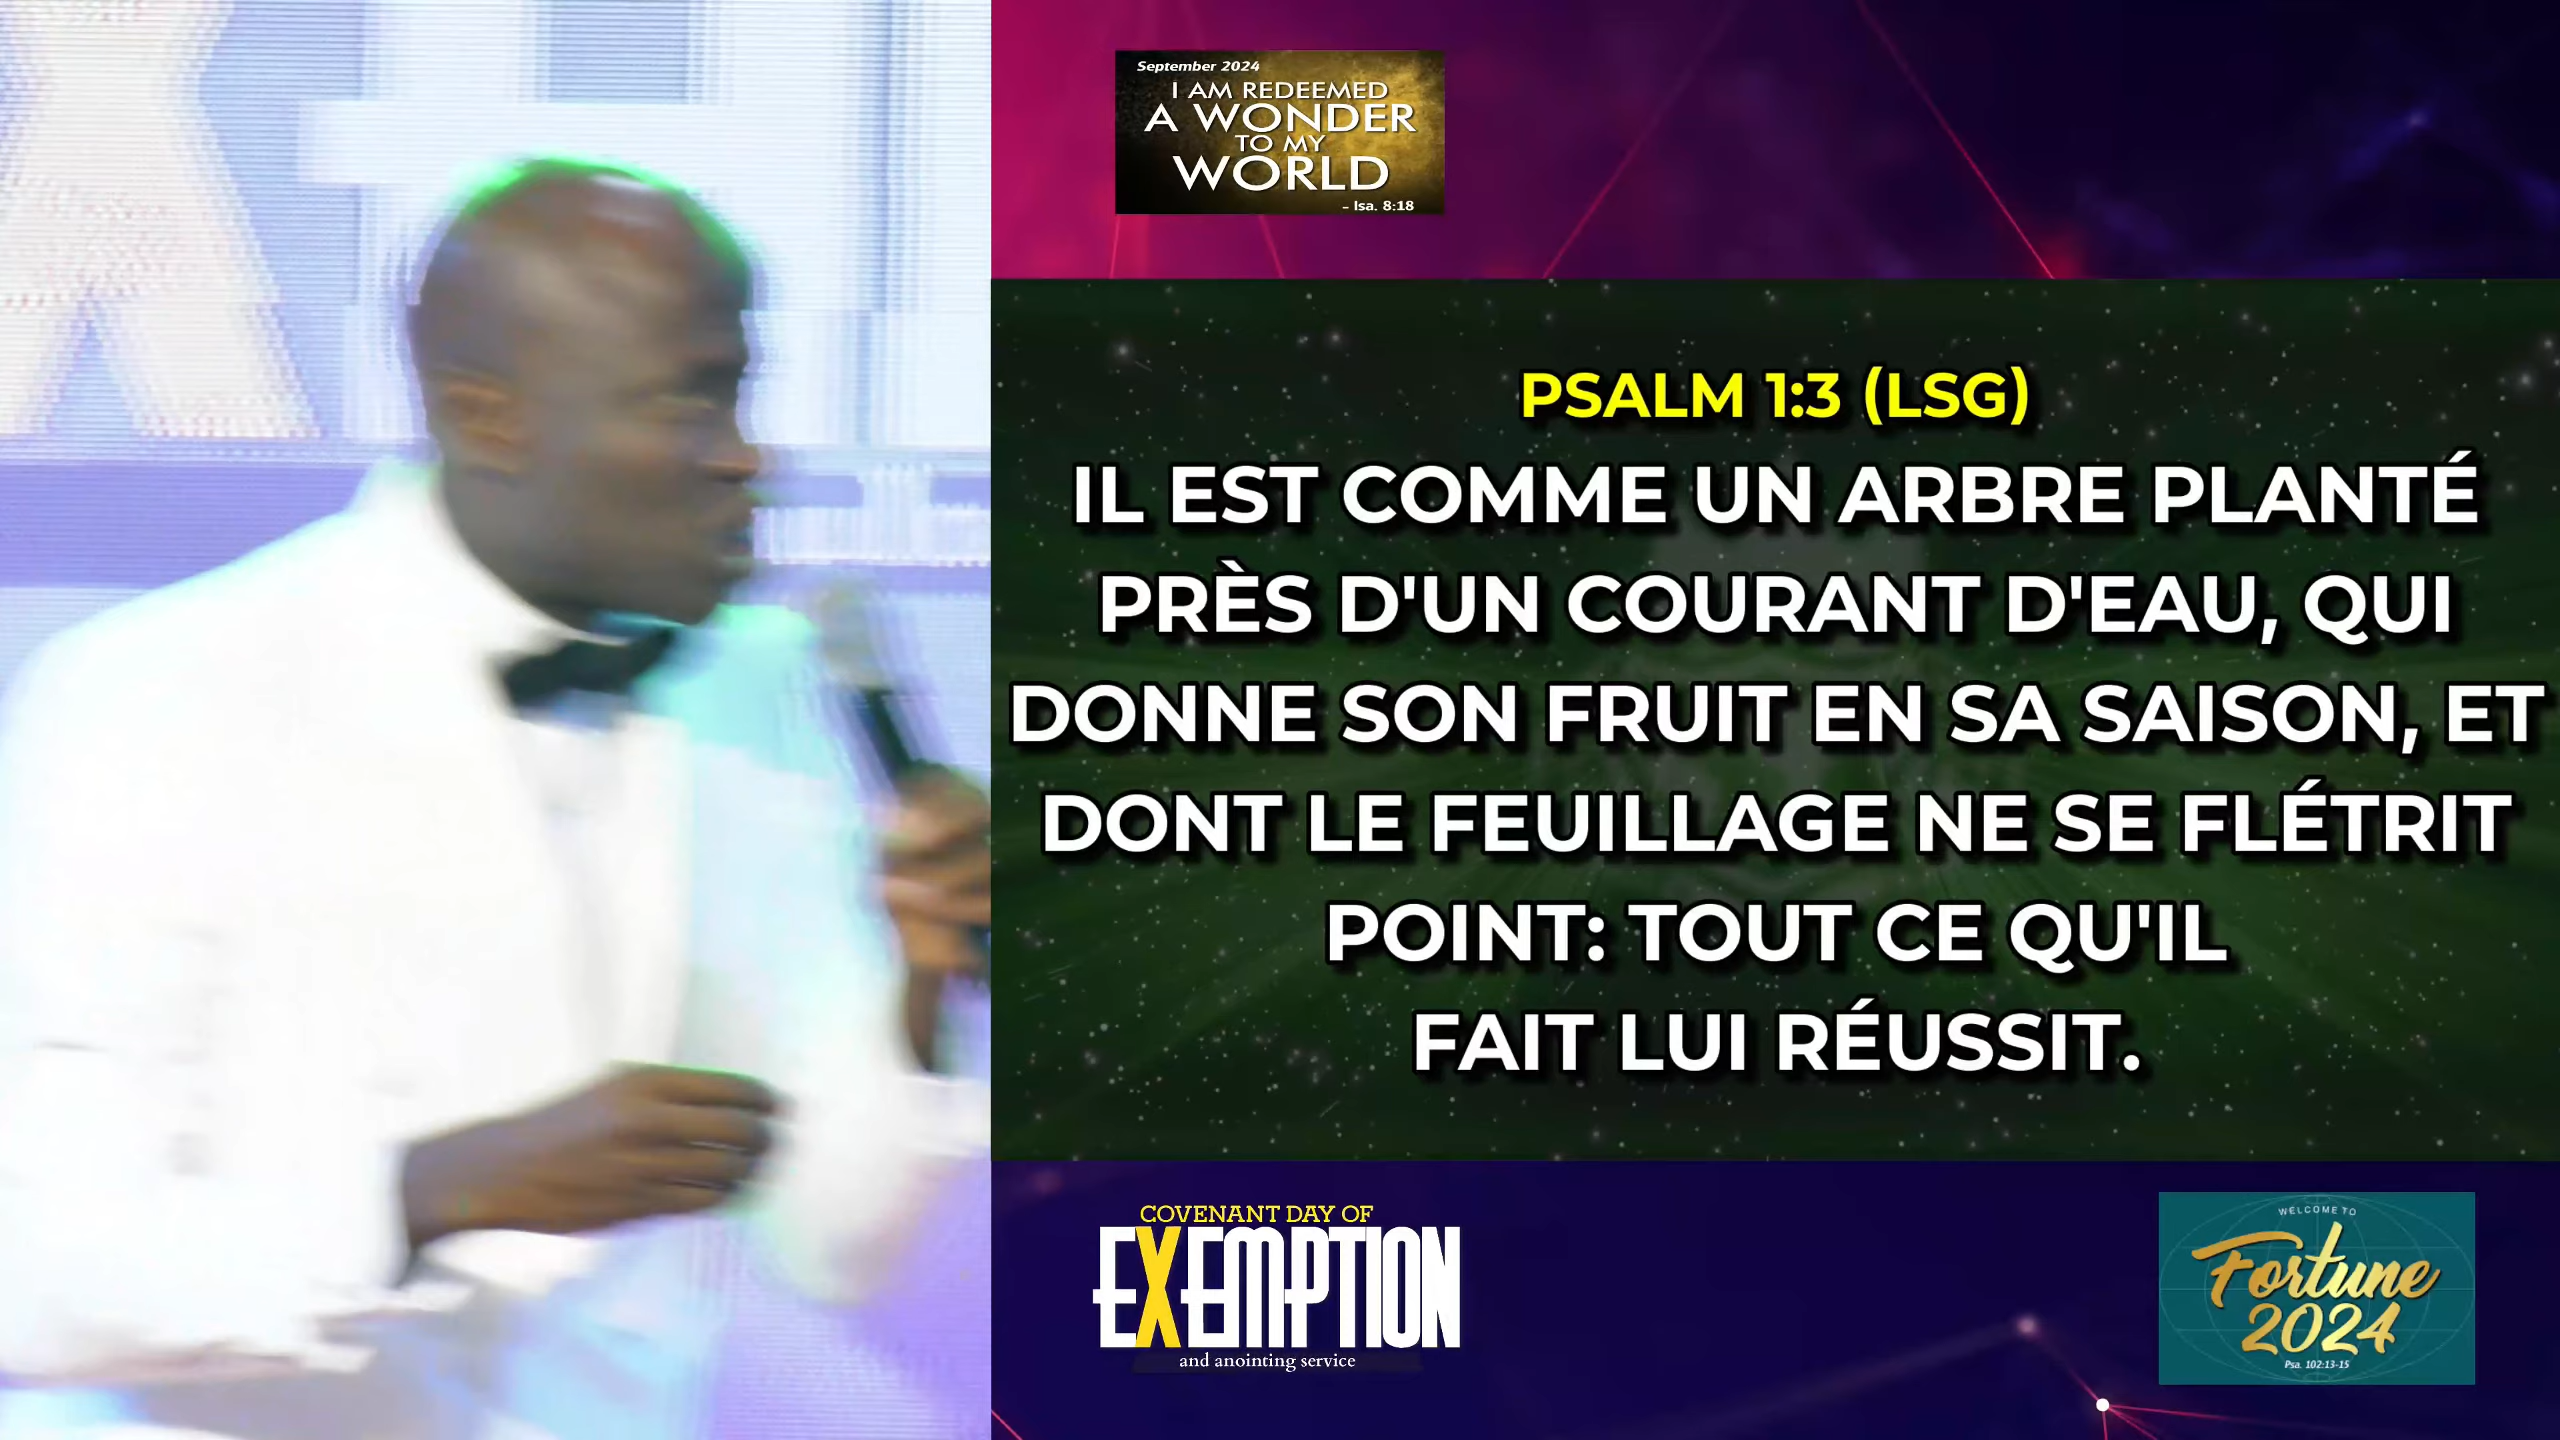 September 2024
I AM REDEEMED
A WONDER
TO MY
WORLD
- Isa. 8:18
PSALM 1:3 (LSG)
IL EST COMME UN ARBRE PLANTÉ
PRÈS D'UN COURANT D'EAU, QUI
DONNE SON FRUIT EN SA SAISON, ET
DONT LE FEUILLAGE NE SE FLÉTRIT
POINT: TOUT CE QU'IL
FAIT LUI RÉUSSIT.
COVENANT DAY OF
EXEMPTION
and anointing service
WELCOME TO
Fortune
2024
Psa. 102:13-15